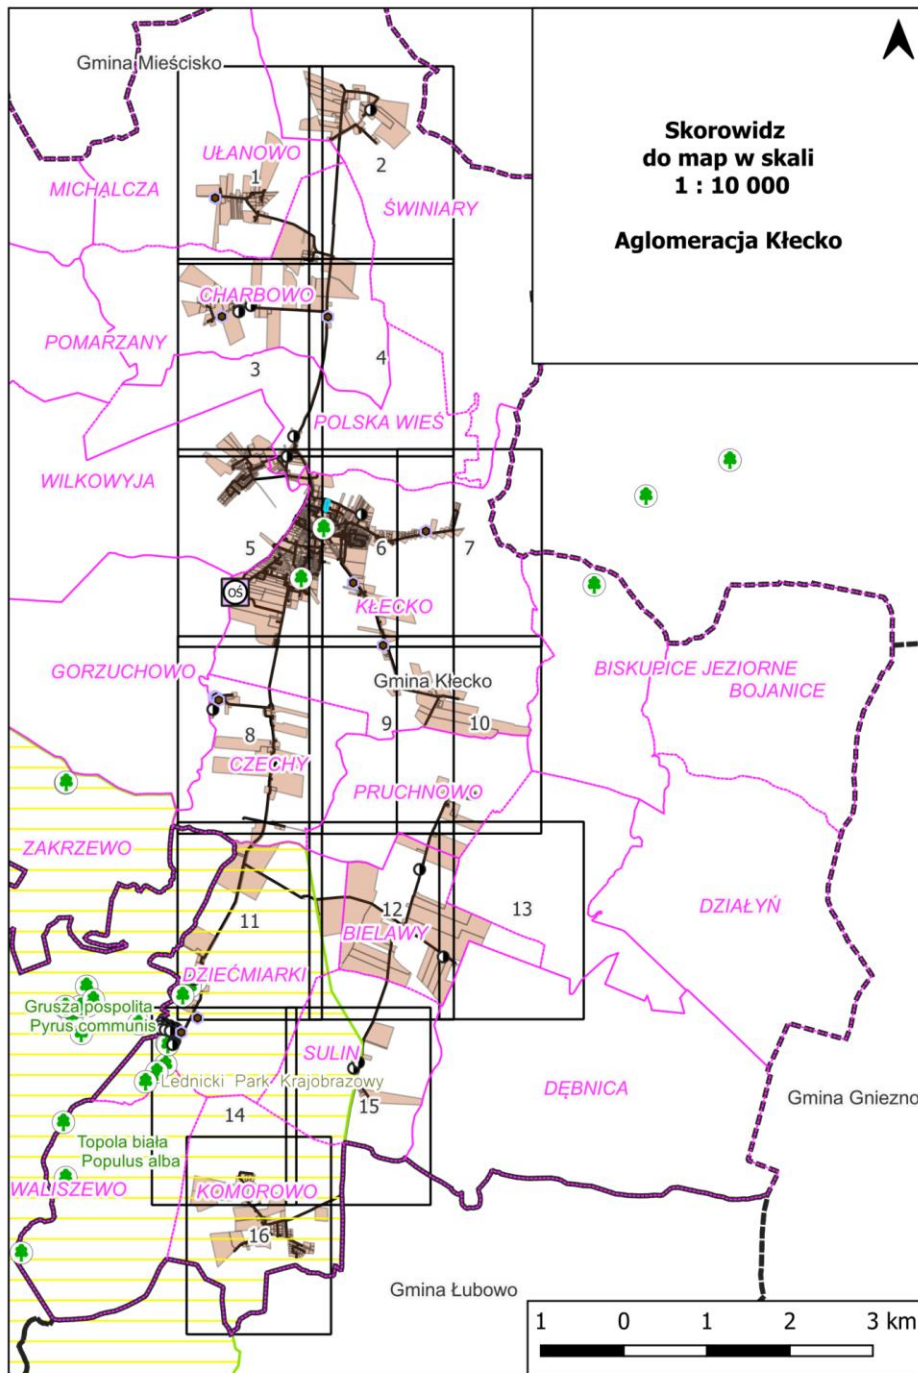 Gmina Mieścisko
Skorowidz
do map w skali
1 : 10 000
Aglomeracja Kłecko
UŁANOWO
2
MICHALCZA
1
ŚWINIARY
CHARBOWO
POMARZANY
3
4
POLSKA WIEŚ
WILKOWYJA
5
6
7
OŚ
KŁECKO
GORZUCHOWO
BISKUPICE JEZIORNE
Gmina Kłecko
BOJANICE
8
9
10
CZECHY
PRUCHNOWO
ZAKRZEWO
11
12
13
DZIAŁYŃ
BIELAWY
DZIEĆMIARKI
Grusza pospolita
Pyrus communis
SULIN
Lednicki Park Krajobrazowy
DĘBNICA
Gmina Gniezno
14
15
Topola biała
Populus alba
WALISZEWO
KOMOROWO
16
Gmina Łubowo
1 0 1 2 3 km